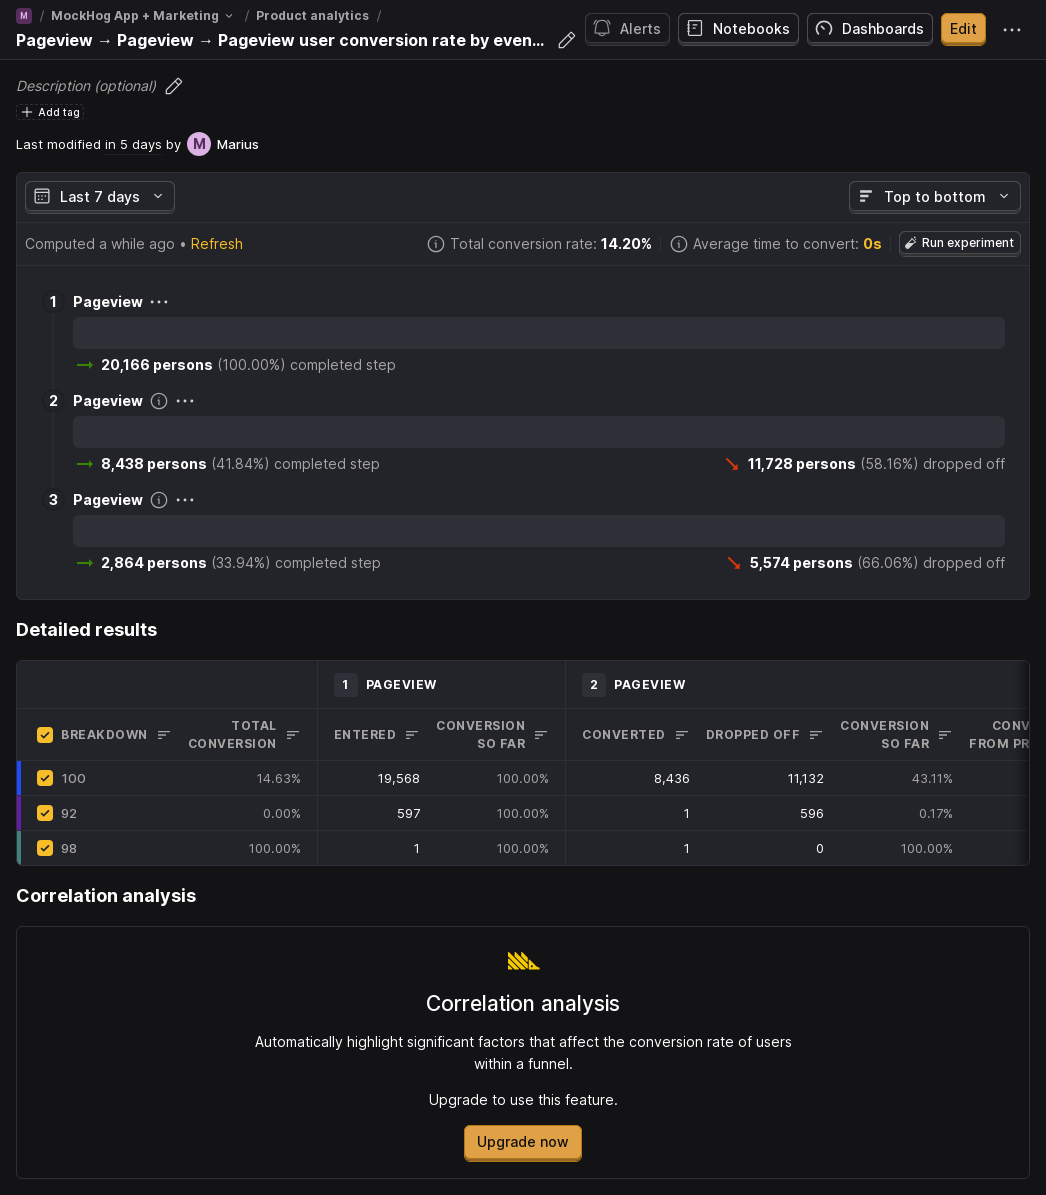 M / MockHog App + Marketing / Product analytics /
Pageview → Pageview → Pageview user conversion rate by even...
Alerts
Notebooks
Dashboards
Edit
Description (optional)
Add tag
Last modified in 5 days by M Marius
Last 7 days
Top to bottom
Computed a while ago • Refresh
Total conversion rate: 14.20%
Average time to convert: 0s
Run experiment
1 Pageview
20,166 persons (100.00%) completed step
2 Pageview
8,438 persons (41.84%) completed step
11,728 persons (58.16%) dropped off
3 Pageview
2,864 persons (33.94%) completed step
5,574 persons (66.06%) dropped off
Detailed results
1 PAGEVIEW 2 PAGEVIEW
BREAKDOWN
TOTAL
CONVERSION
ENTERED
CONVERSION
SO FAR
CONVERTED
DROPPED OFF
CONVERSION
SO FAR
CONV
FROM PR
100 14.63% 19,568 100.00% 8,436 11,132 43.11%
92 0.00% 597 100.00% 1 596 0.17%
98 100.00% 1 100.00% 1 0 100.00%
Correlation analysis
Correlation analysis
Automatically highlight significant factors that affect the conversion rate of users
within a funnel.
Upgrade to use this feature.
Upgrade now